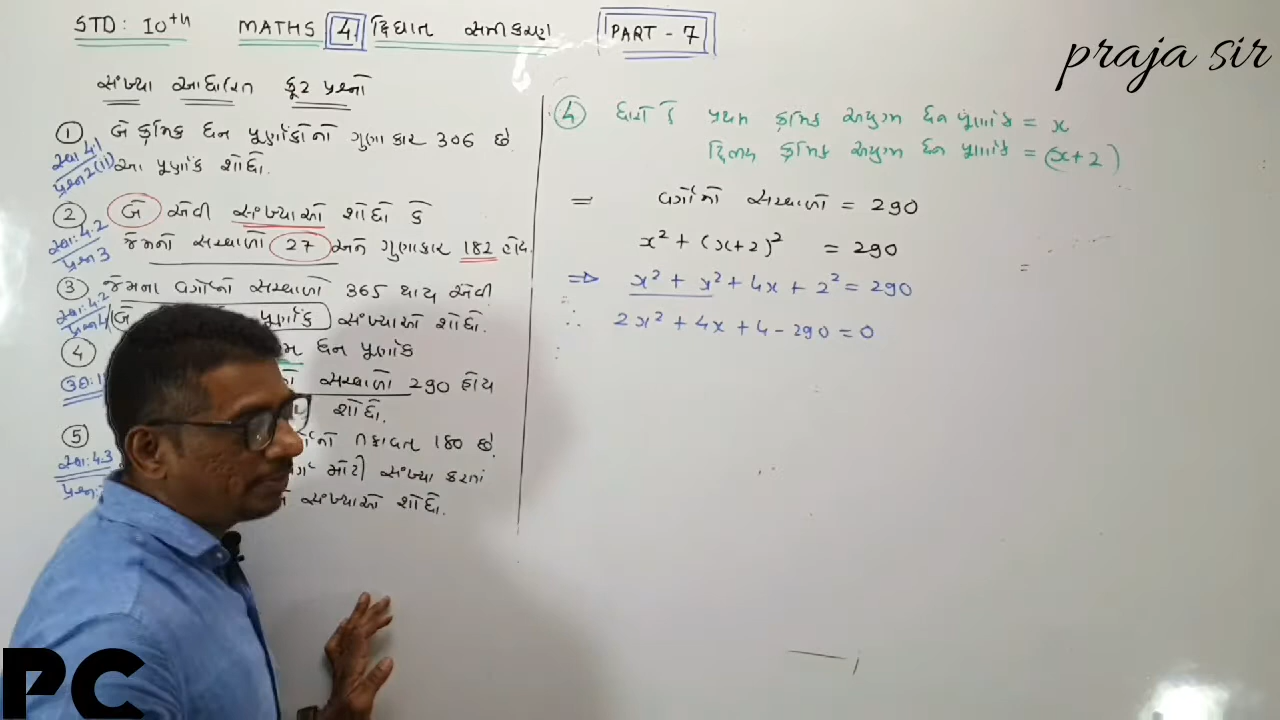 STD: 10+4 MATHS 4 દ્વિઘાત સમીકરણ PART - 7
praja sir
સંખ્યા આધારિત કૂટ પ્રશ્નો
① બે ક્રમિક ધન પૂર્ણાંકોનો ગુણાકાર 306 છે.
સ્વા 4.1
પ્રશ્ન 2(ii)
આ પૂર્ણાંક શોધો.
② બે એવી સંખ્યાઓ શોધો કે
સ્વા: 4.2
પ્રશ્ન 3
જેમનો સરવાળો 27 અને ગુણાકાર 182 હોય.
③ જેમના વર્ગોનો સરવાળો 365 થાય એવી
સ્વા: 4.2
પ્રશ્ન 4
પૂર્ણાંક સંખ્યાઓ શોધો.
④ ધન પૂર્ણાંક
ઉદા:
સરવાળો 290 હોય
શોધો.
⑤ તફાવત 180 છે.
સ્વા: 4.3
મોટી સંખ્યા કરતાં
સંખ્યાઓ શોધો.
④ ધારો કે પ્રથમ ક્રમિક અયુગ્મ ધન પૂર્ણાંક = x
દ્વિતીય ક્રમિક અયુગ્મ ધન પૂર્ણાંક = (x+2)
= વર્ગોનો સરવાળો = 290
x² + (x+2)² = 290
⇒ x² + x² + 4x + 2² = 290
∴ 2x² + 4x + 4 - 290 = 0
PC